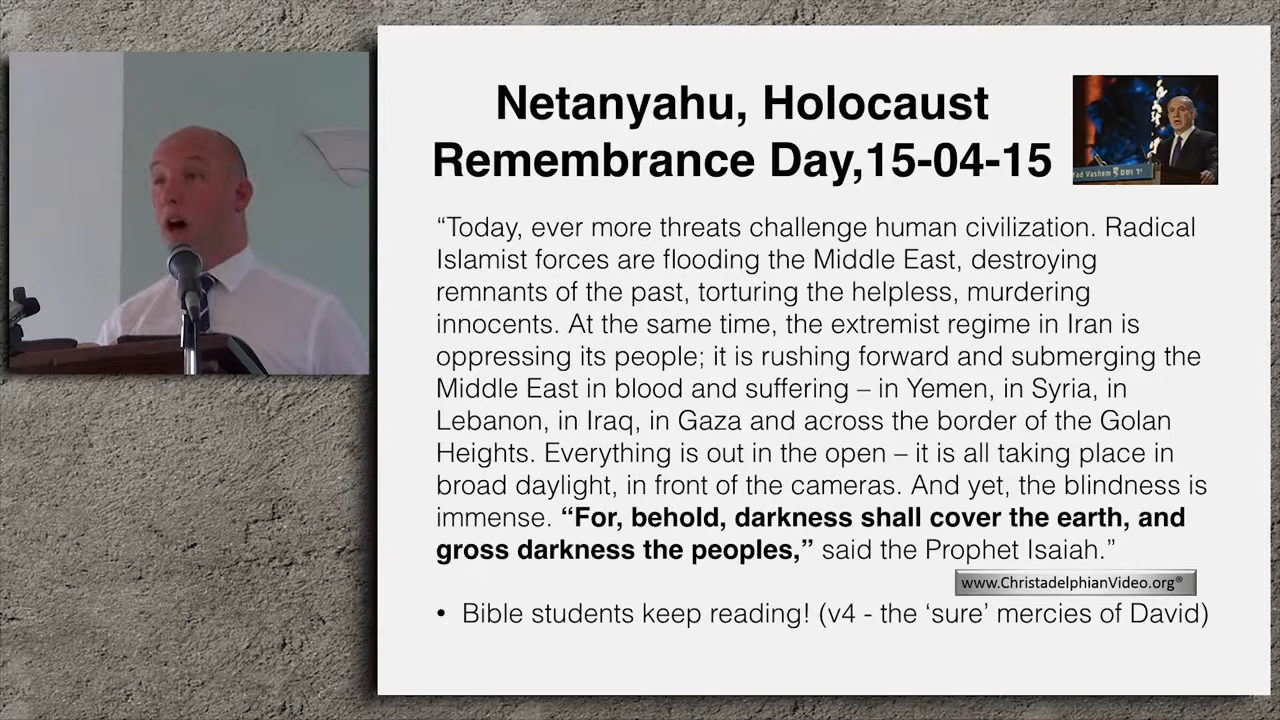 Netanyahu, Holocaust
Remembrance Day,15-04-15
Yad Vashem יד ושם
“Today, ever more threats challenge human civilization. Radical
Islamist forces are flooding the Middle East, destroying
remnants of the past, torturing the helpless, murdering
innocents. At the same time, the extremist regime in Iran is
oppressing its people; it is rushing forward and submerging the
Middle East in blood and suffering – in Yemen, in Syria, in
Lebanon, in Iraq, in Gaza and across the border of the Golan
Heights. Everything is out in the open – it is all taking place in
broad daylight, in front of the cameras. And yet, the blindness is
immense. “For, behold, darkness shall cover the earth, and
gross darkness the peoples,” said the Prophet Isaiah.”
www.ChristadelphianVideo.org®
• Bible students keep reading! (v4 - the ‘sure’ mercies of David)